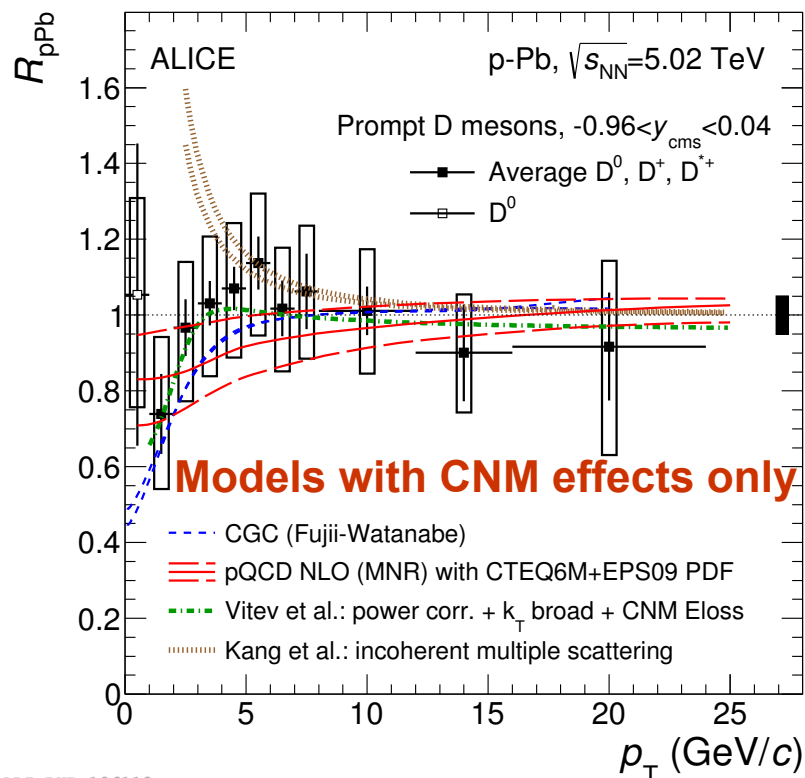 R_pPb
ALICE
p-Pb, √s_NN=5.02 TeV
Prompt D mesons, -0.96<y_cms<0.04
Average D^0, D^+, D^*+
D^0
Models with CNM effects only
CGC (Fujii-Watanabe)
pQCD NLO (MNR) with CTEQ6M+EPS09 PDF
Vitev et al.: power corr. + k_T broad + CNM Eloss
Kang et al.: incoherent multiple scattering
1.6
1.4
1.2
1
0.8
0.6
0.4
0.2
0
0 5 10 15 20 25
p_T (GeV/c)